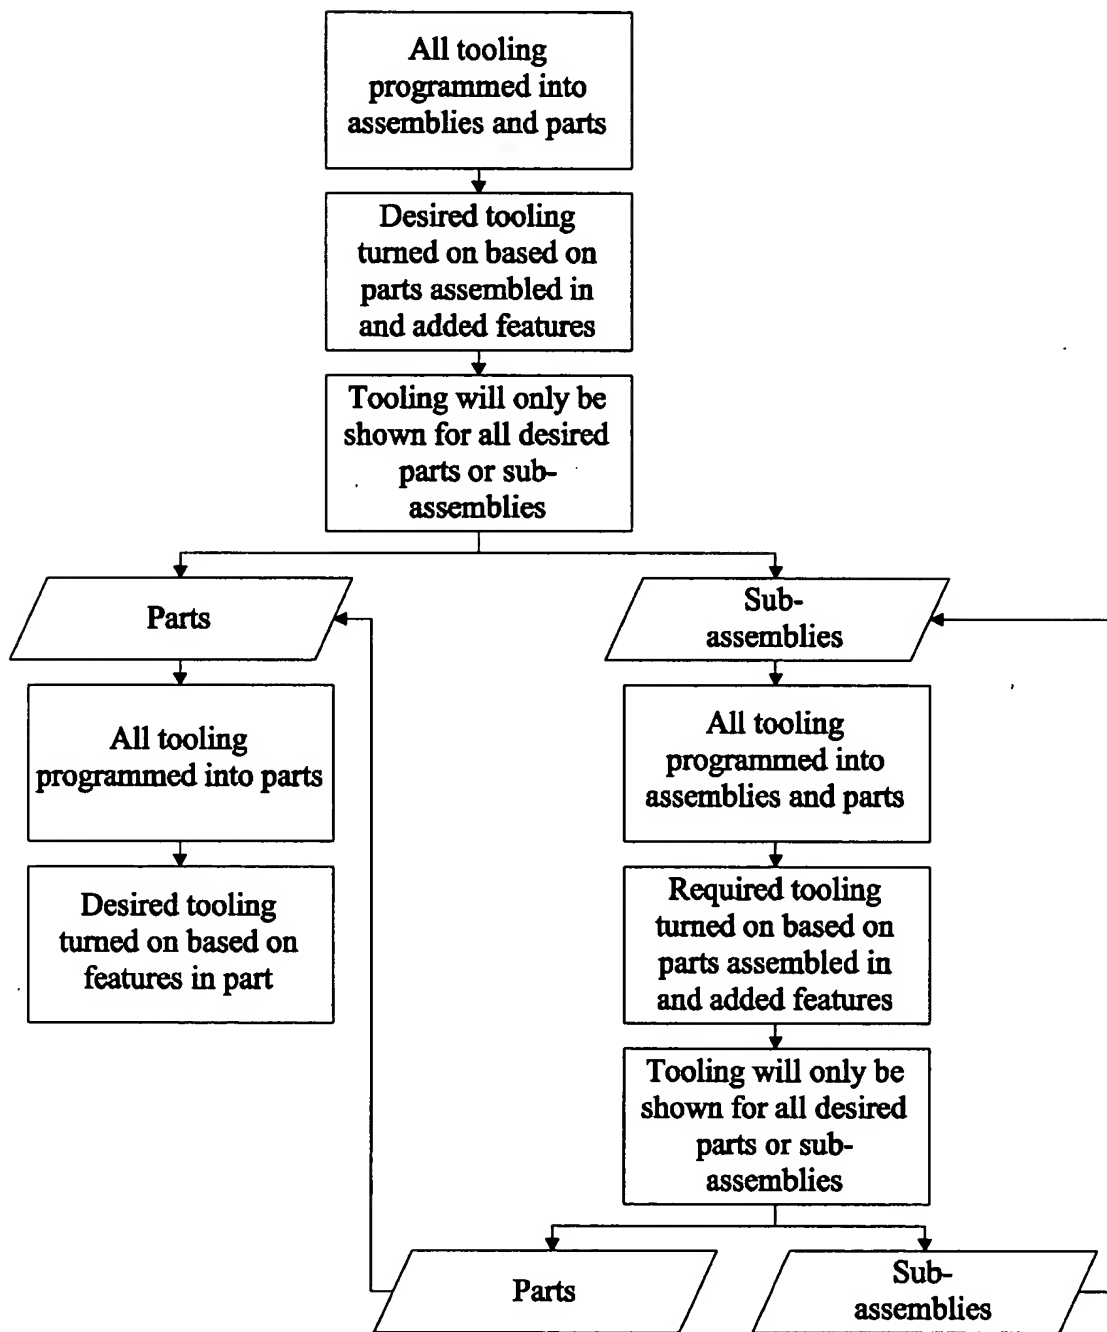 All tooling
programmed into
assemblies and parts
Desired tooling
turned on based on
parts assembled in
and added features
Tooling will only be
shown for all desired
parts or sub-
assemblies
Parts
All tooling
programmed into parts
Desired tooling
turned on based on
features in part
Sub-
assemblies
All tooling
programmed into
assemblies and parts
Required tooling
turned on based on
parts assembled in
and added features
Tooling will only be
shown for all desired
parts or sub-
assemblies
Parts
Sub-
assemblies